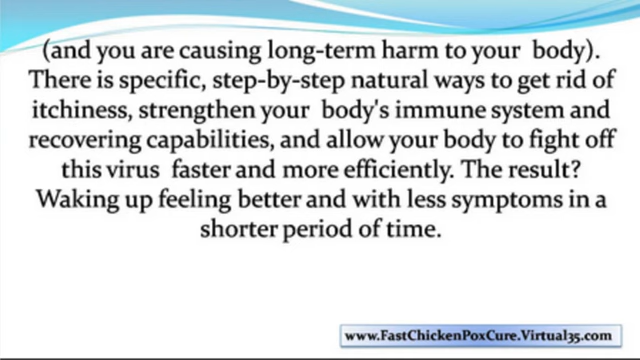 (and you are causing long-term harm to your body).
There is specific, step-by-step natural ways to get rid of
itchiness, strengthen your body's immune system and
recovering capabilities, and allow your body to fight off
this virus faster and more efficiently. The result?
Waking up feeling better and with less symptoms in a
shorter period of time.
www.FastChickenPoxCure.Virtual35.com